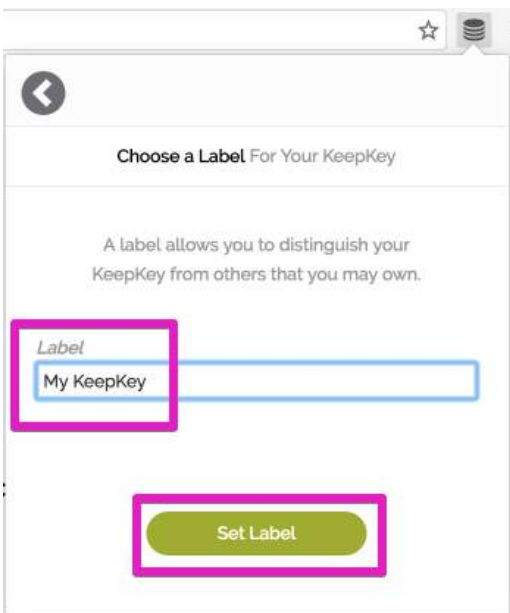 Choose a Label For Your KeepKey
A label allows you to distinguish your
KeepKey from others that you may own.
Label
My KeepKey
Set Label